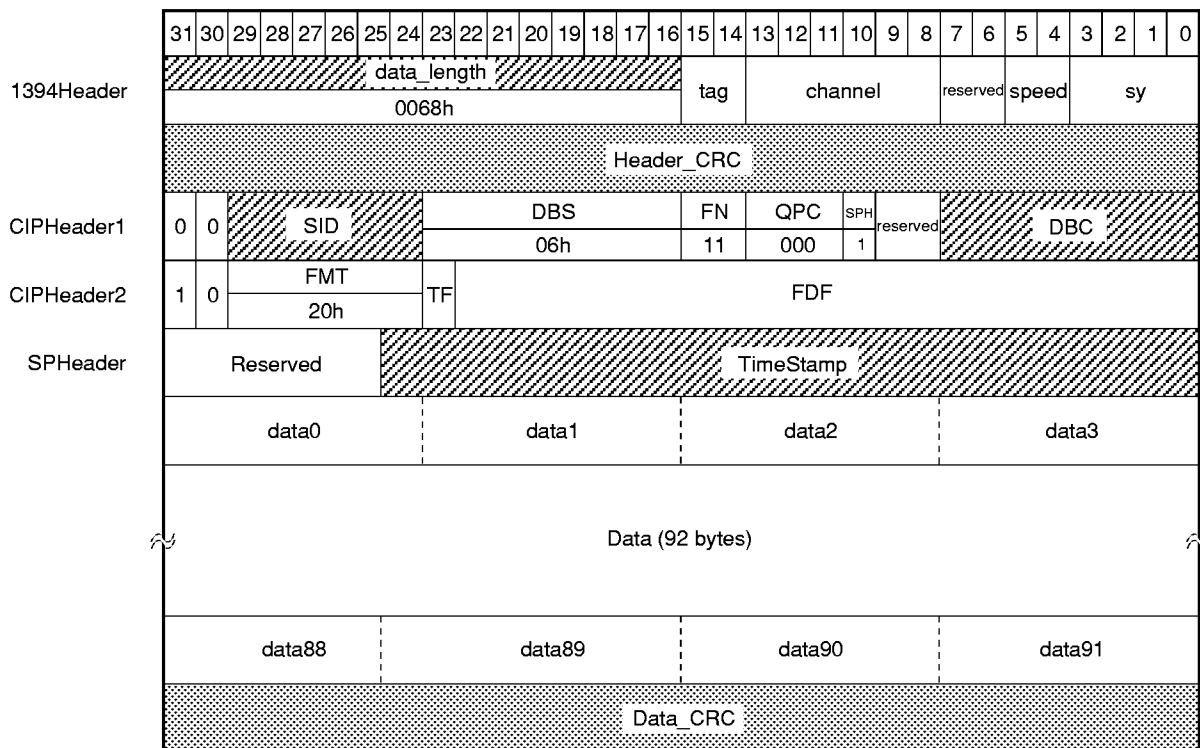 31 30 29 28 27 26 25 24 23 22 21 20 19 18 17 16 15 14 13 12 11 10 9 8 7 6 5 4 3 2 1 0
1394Header data_length 0068h tag channel reserved speed sy
Header_CRC
CIPHeader1 0 0 SID DBS 06h FN 11 QPC 000 SPH 1 reserved DBC
CIPHeader2 1 0 FMT 20h TF FDF
SPHeader Reserved TimeStamp
data0 data1 data2 data3
Data (92 bytes)
data88 data89 data90 data91
Data_CRC